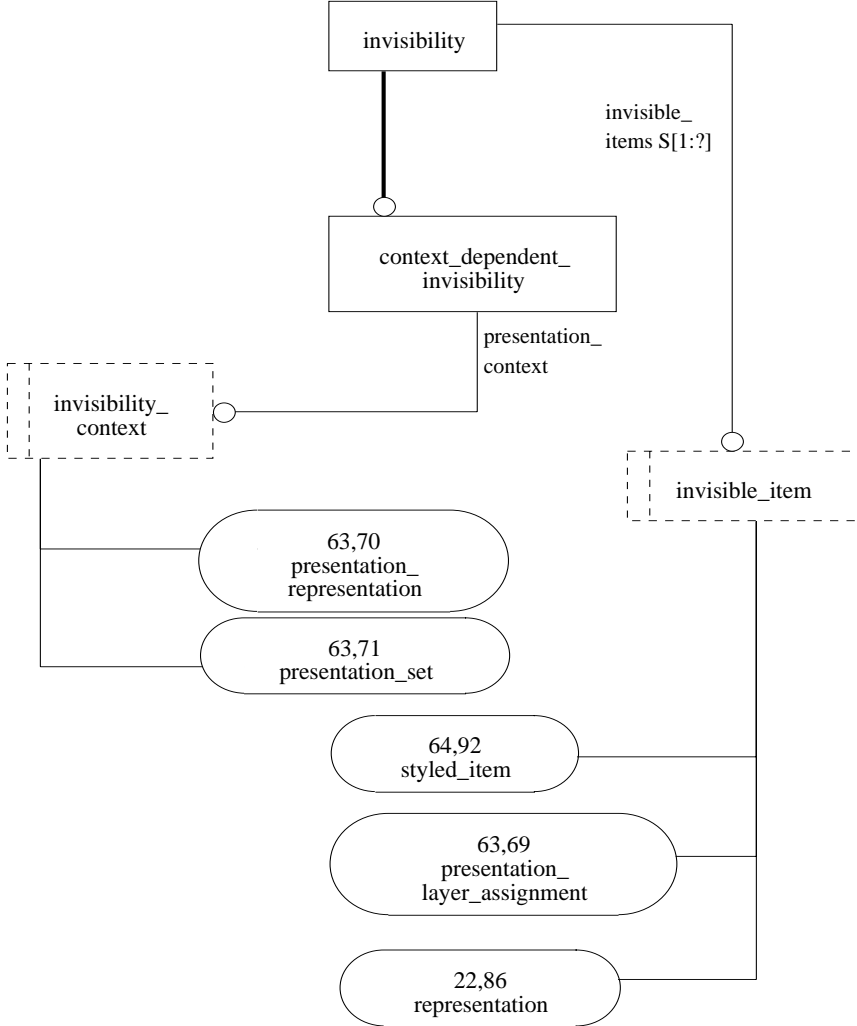 invisibility
invisible_
items S[1:?]
context_dependent_
invisibility
presentation_
context
invisibility_
context
invisible_item
63,70
presentation_
representation
63,71
presentation_set
64,92
styled_item
63,69
presentation_
layer_assignment
22,86
representation